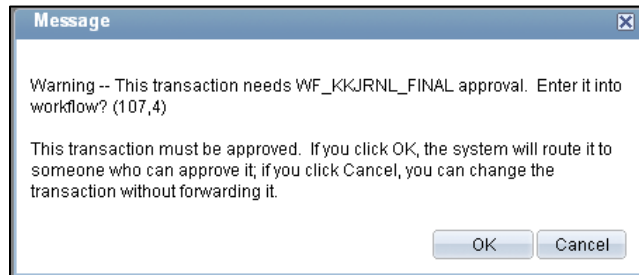 Message
Warning -- This transaction needs WF_KKJRNL_FINAL approval. Enter it into
workflow? (107,4)
This transaction must be approved. If you click OK, the system will route it to
someone who can approve it; if you click Cancel, you can change the
transaction without forwarding it.
OK Cancel